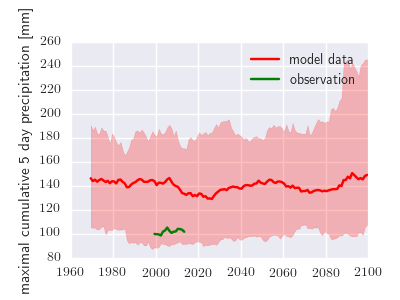 maximal cumulative 5 day precipitation [mm]
260
240
220
200
180
160
140
120
100
80
model data
observation
1960 1980 2000 2020 2040 2060 2080 2100